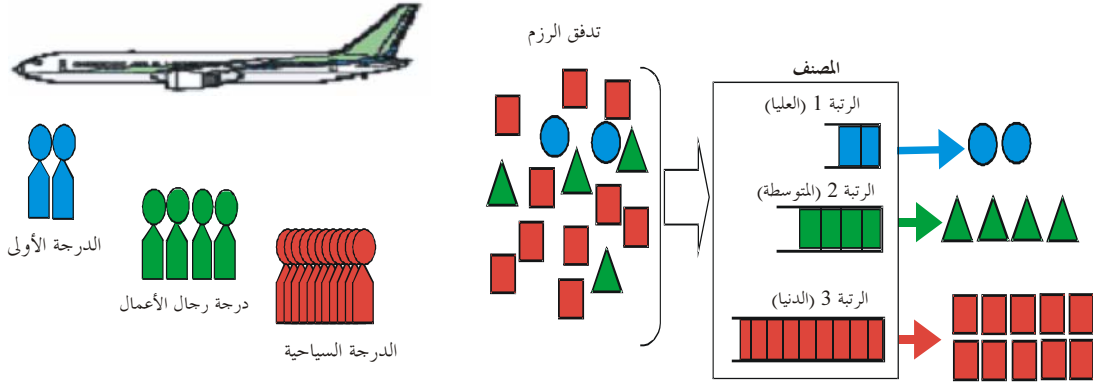 تدفق الرزم
المصنف
الرتبة 1 (العليا)
الرتبة 2 (المتوسطة)
الرتبة 3 (الدنيا)
الدرجة الأولى
درجة رجال الأعمال
الدرجة السياحية